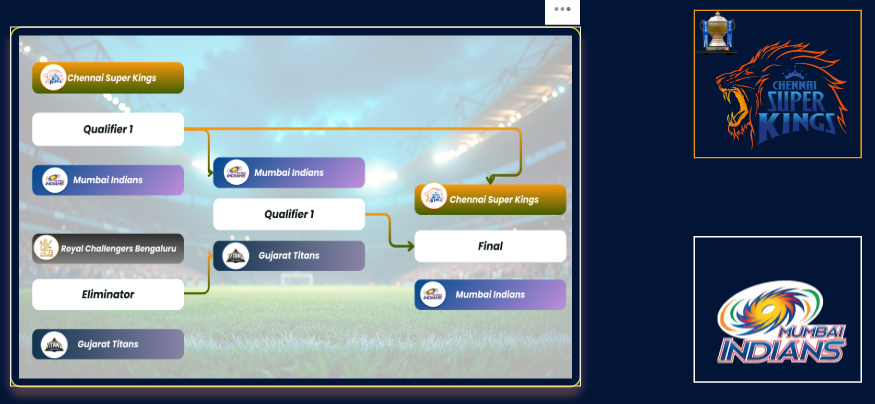 Chennai Super Kings
Qualifier 1
Mumbai Indians
Royal Challengers Bengaluru
Eliminator
Gujarat Titans
Mumbai Indians
Qualifier 1
Gujarat Titans
Chennai Super Kings
Final
Mumbai Indians
CHENNAI
SUPER
KINGS
MUMBAI
INDIANS